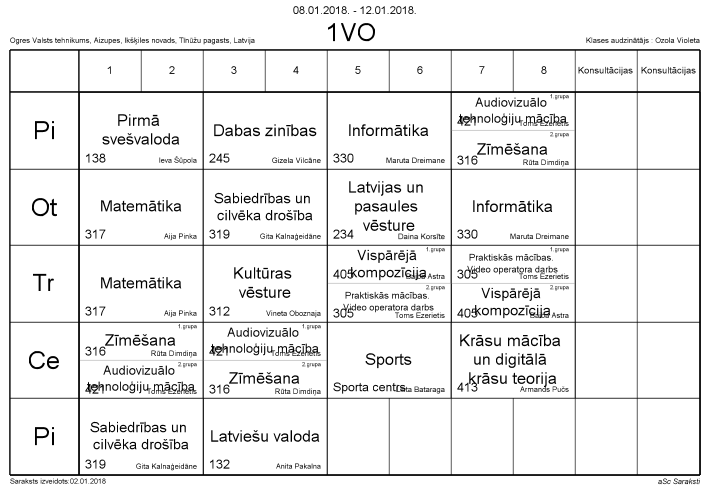 08.01.2018. - 12.01.2018.
1VO
Ogres Valsts tehnikums, Aizupes, Ikšķiles novads, Tīnūžu pagasts, Latvija
Klases audzinātājs : Ozola Violeta
1 2 3 4 5 6 7 8 Konsultācijas Konsultācijas
Pi
Pirmā
svešvaloda
138 Ieva Šūpola
Dabas zinības
245 Gizela Vilcāne
Informātika
330 Maruta Dreimane
1.grupa
Audiovizuālo
tehnoloģiju mācība
421 Toms Ezerietis
2.grupa
Zīmēšana
316 Rūta Dimdiņa
Ot
Matemātika
317 Aija Pinka
Sabiedrības un
cilvēka drošība
319 Gita Kalnaģeidāne
Latvijas un
pasaules
vēsture
234 Daina Korsīte
Informātika
330 Maruta Dreimane
Tr
Matemātika
317 Aija Pinka
Kultūras
vēsture
312 Vineta Oboznaja
1.grupa
Vispārējā
kompozīcija
405 Astra
2.grupa
Praktiskās mācības.
Video operatora darbs
305 Toms Ezerietis
1.grupa
Praktiskās mācības.
Video operatora darbs
305 Toms Ezerietis
2.grupa
Vispārējā
kompozīcija
405 Astra
Ce
1.grupa
Zīmēšana
316 Rūta Dimdiņa
2.grupa
Audiovizuālo
tehnoloģiju mācība
421 Toms Ezerietis
1.grupa
Audiovizuālo
tehnoloģiju mācība
421 Toms Ezerietis
2.grupa
Zīmēšana
316 Rūta Dimdiņa
Sports
Sporta centrs Bataraga
Krāsu mācība
un digitālā
krāsu teorija
413 Armands Pučs
Pi
Sabiedrības un
cilvēka drošība
319 Gita Kalnaģeidāne
Latviešu valoda
132 Anita Pakalna
Saraksts izveidots:02.01.2018
aSc Saraksti